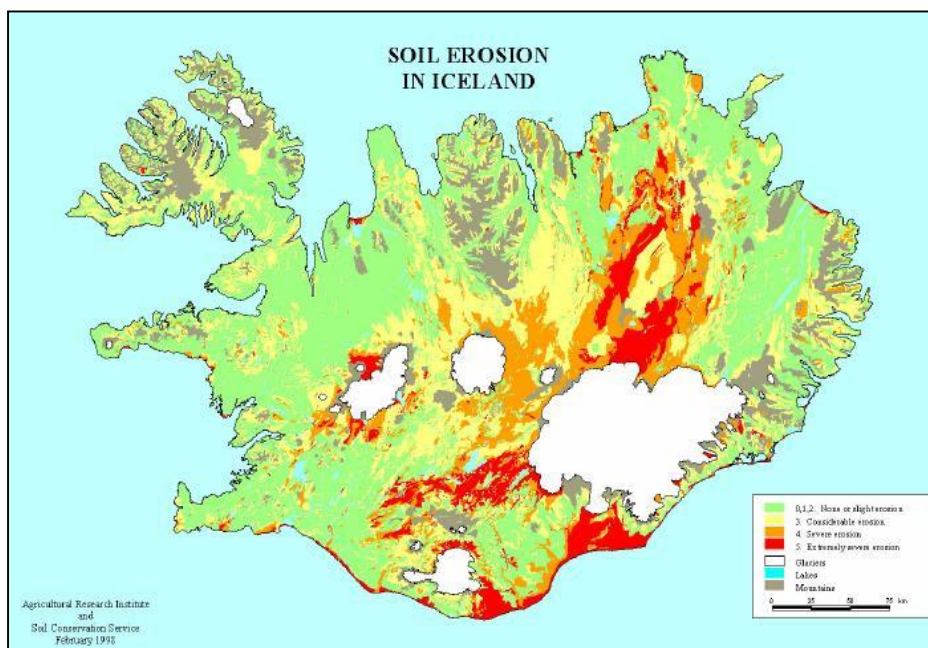 SOIL EROSION
IN ICELAND
0,1,2. None or slight erosion
3. Considerable erosion
4. Severe erosion
5. Extremely severe erosion
Glaciers
Lakes
Mountains
0 25 50 75 km
Agricultural Research Institute
and
Soil Conservation Service
February 1998